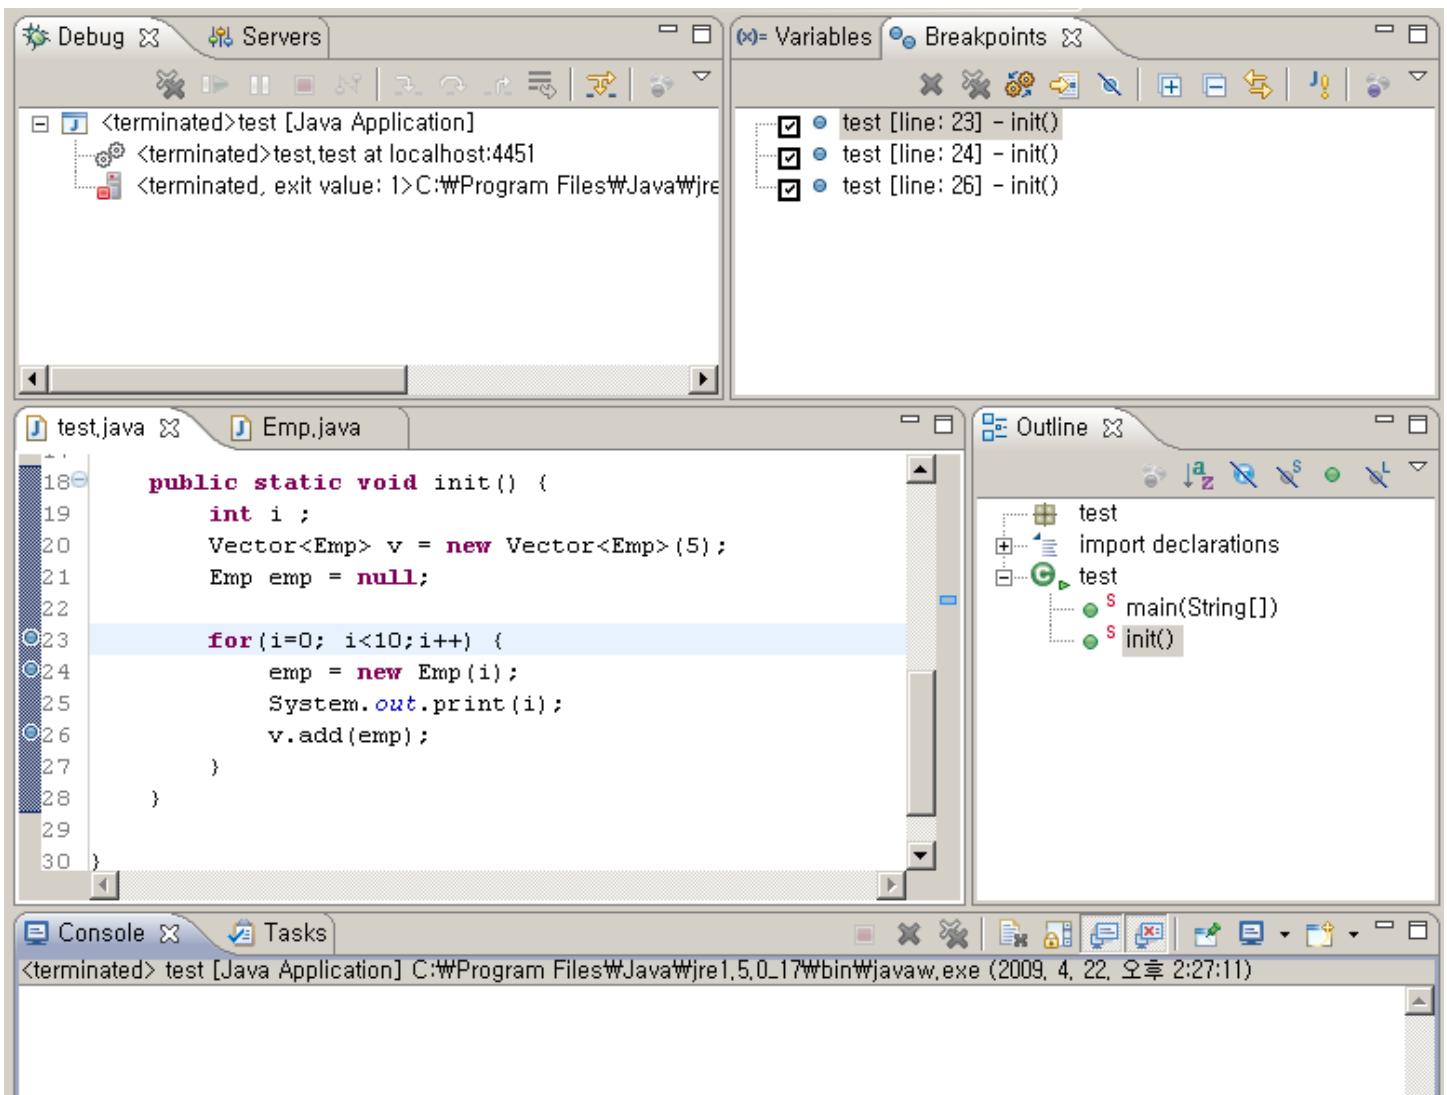 Debug Servers
(x)= Variables Breakpoints
<terminated>test [Java Application]
<terminated>test.test at localhost:4451
<terminated, exit value: 1>C:₩Program Files₩Java₩jre
test [line: 23] - init()
test [line: 24] - init()
test [line: 26] - init()
test.java Emp.java
18 public static void init() {
19 int i ;
20 Vector<Emp> v = new Vector<Emp>(5);
21 Emp emp = null;
22
23 for(i=0; i<10;i++) {
24 emp = new Emp(i);
25 System.out.print(i);
26 v.add(emp);
27 }
28 }
29
30 }
Outline
test
import declarations
test
main(String[])
init()
Console Tasks
<terminated> test [Java Application] C:₩Program Files₩Java₩jre1.5.0_17₩bin₩javaw.exe (2009. 4. 22. 오후 2:27:11)